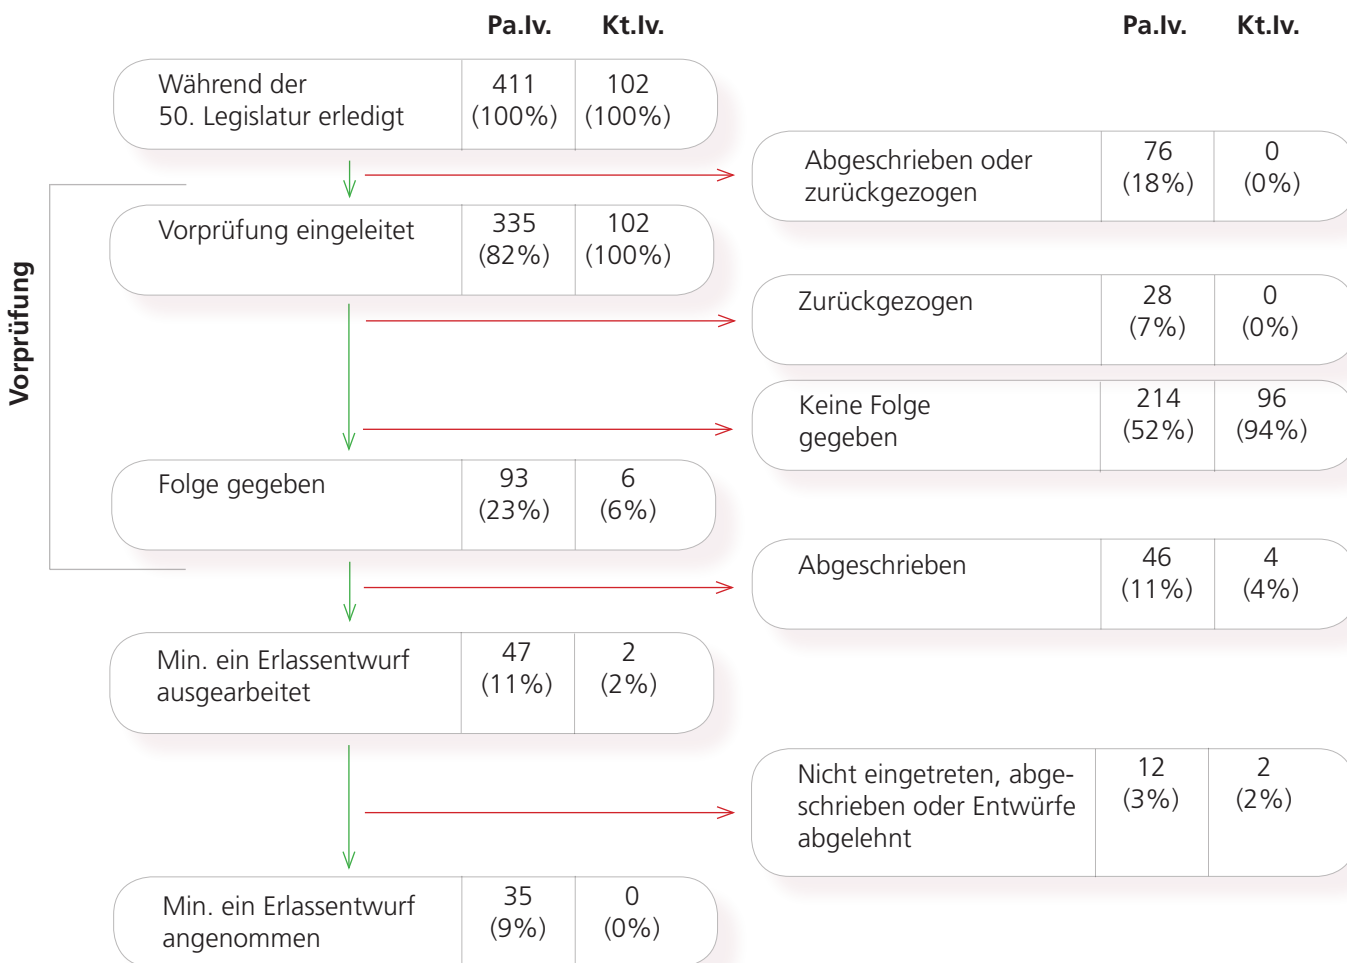 Pa.Iv. Kt.Iv.
Pa.Iv. Kt.Iv.
Während der 411 102
50. Legislatur erledigt (100%) (100%)
Abgeschrieben oder 76 0
zurückgezogen (18%) (0%)
Vorprüfung
Vorprüfung eingeleitet 335 102
(82%) (100%)
Zurückgezogen 28 0
(7%) (0%)
Keine Folge 214 96
gegeben (52%) (94%)
Folge gegeben 93 6
(23%) (6%)
Abgeschrieben 46 4
(11%) (4%)
Min. ein Erlassentwurf 47 2
ausgearbeitet (11%) (2%)
Nicht eingetreten, abge- 12 2
schrieben oder Entwürfe (3%) (2%)
abgelehnt
Min. ein Erlassentwurf 35 0
angenommen (9%) (0%)